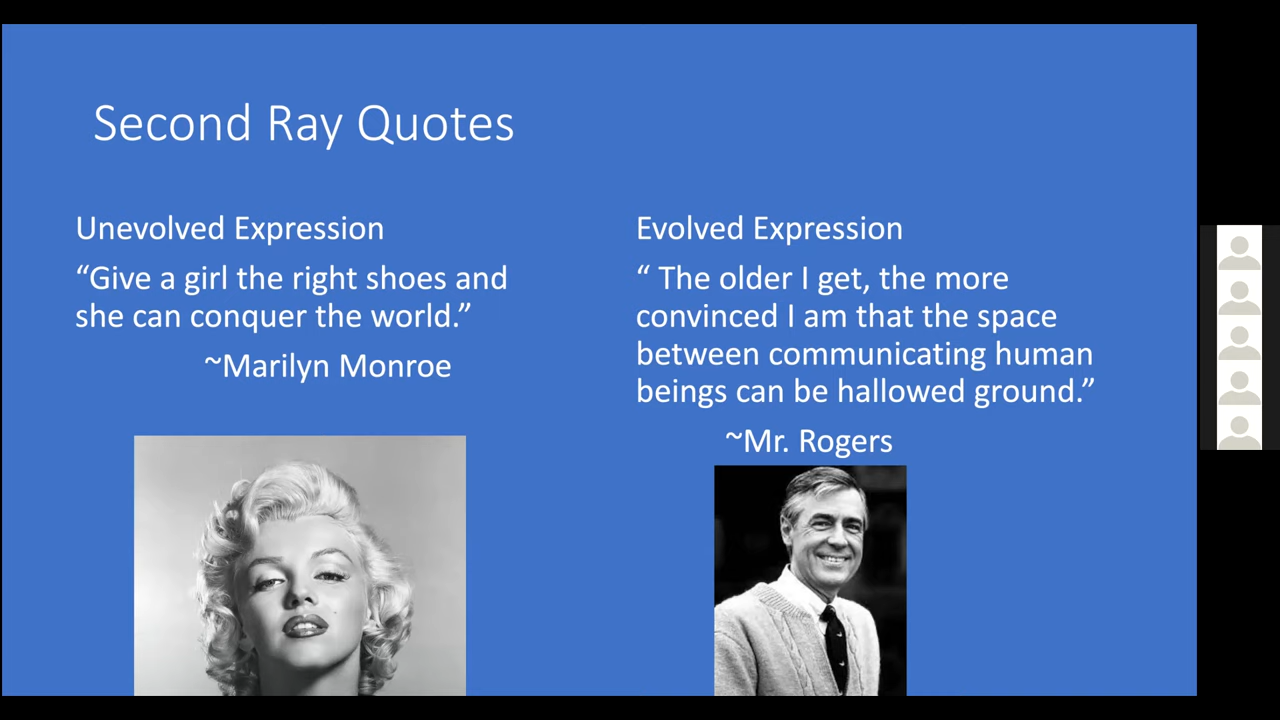 Second Ray Quotes
Unevolved Expression
“Give a girl the right shoes and
she can conquer the world.”
~Marilyn Monroe
Evolved Expression
“ The older I get, the more
convinced I am that the space
between communicating human
beings can be hallowed ground.”
~Mr. Rogers